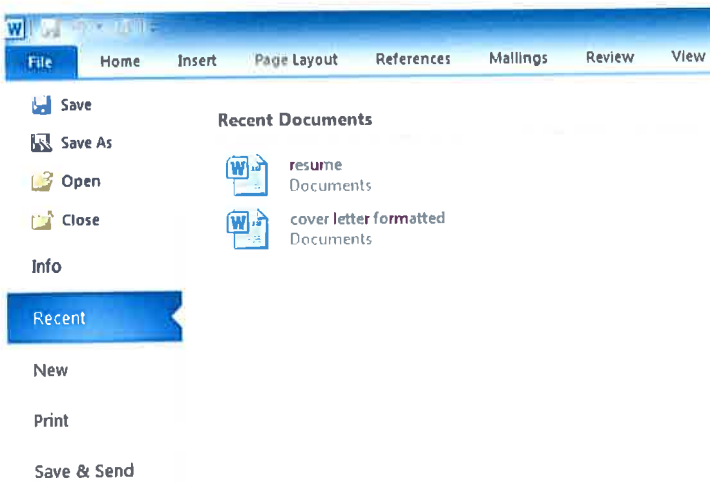 W
File Home Insert Page Layout References Mailings Review View
Save
Save As
Open
Close
Info
Recent
New
Print
Save & Send
Recent Documents
W
resume
Documents
W
cover letter formatted
Documents